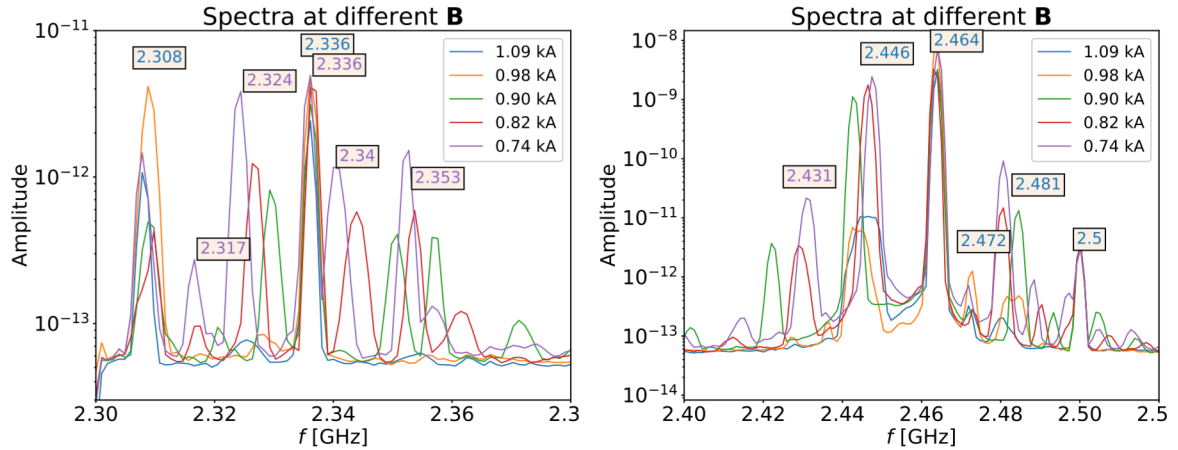 Spectra at different B
10⁻¹¹
10⁻¹²
10⁻¹³
Amplitude
2.308
2.336
2.336
2.324
2.34
2.353
2.317
1.09 kA
0.98 kA
0.90 kA
0.82 kA
0.74 kA
2.30
2.32
2.34
2.36
2.3
f [GHz]
Spectra at different B
10⁻⁸
10⁻⁹
10⁻¹⁰
10⁻¹¹
10⁻¹²
10⁻¹³
10⁻¹⁴
Amplitude
2.446
2.464
2.431
2.481
2.472
2.5
1.09 kA
0.98 kA
0.90 kA
0.82 kA
0.74 kA
2.40
2.42
2.44
2.46
2.48
2.50
2.5
f [GHz]